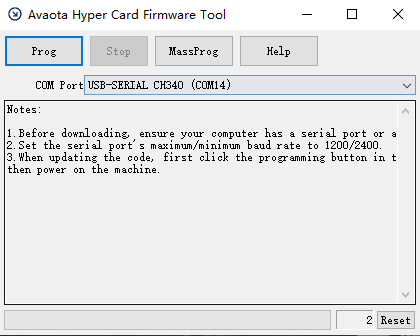 Avaota Hyper Card Firmware Tool
Prog
Stop
MassProg
Help
COM Port
USB-SERIAL CH340 (COM14)
Notes:
1.Before downloading, ensure your computer has a serial port or a
2.Set the serial port's maximum/minimum baud rate to 1200/2400.
3.When updating the code, first click the programming button in t
then power on the machine.
2
Reset